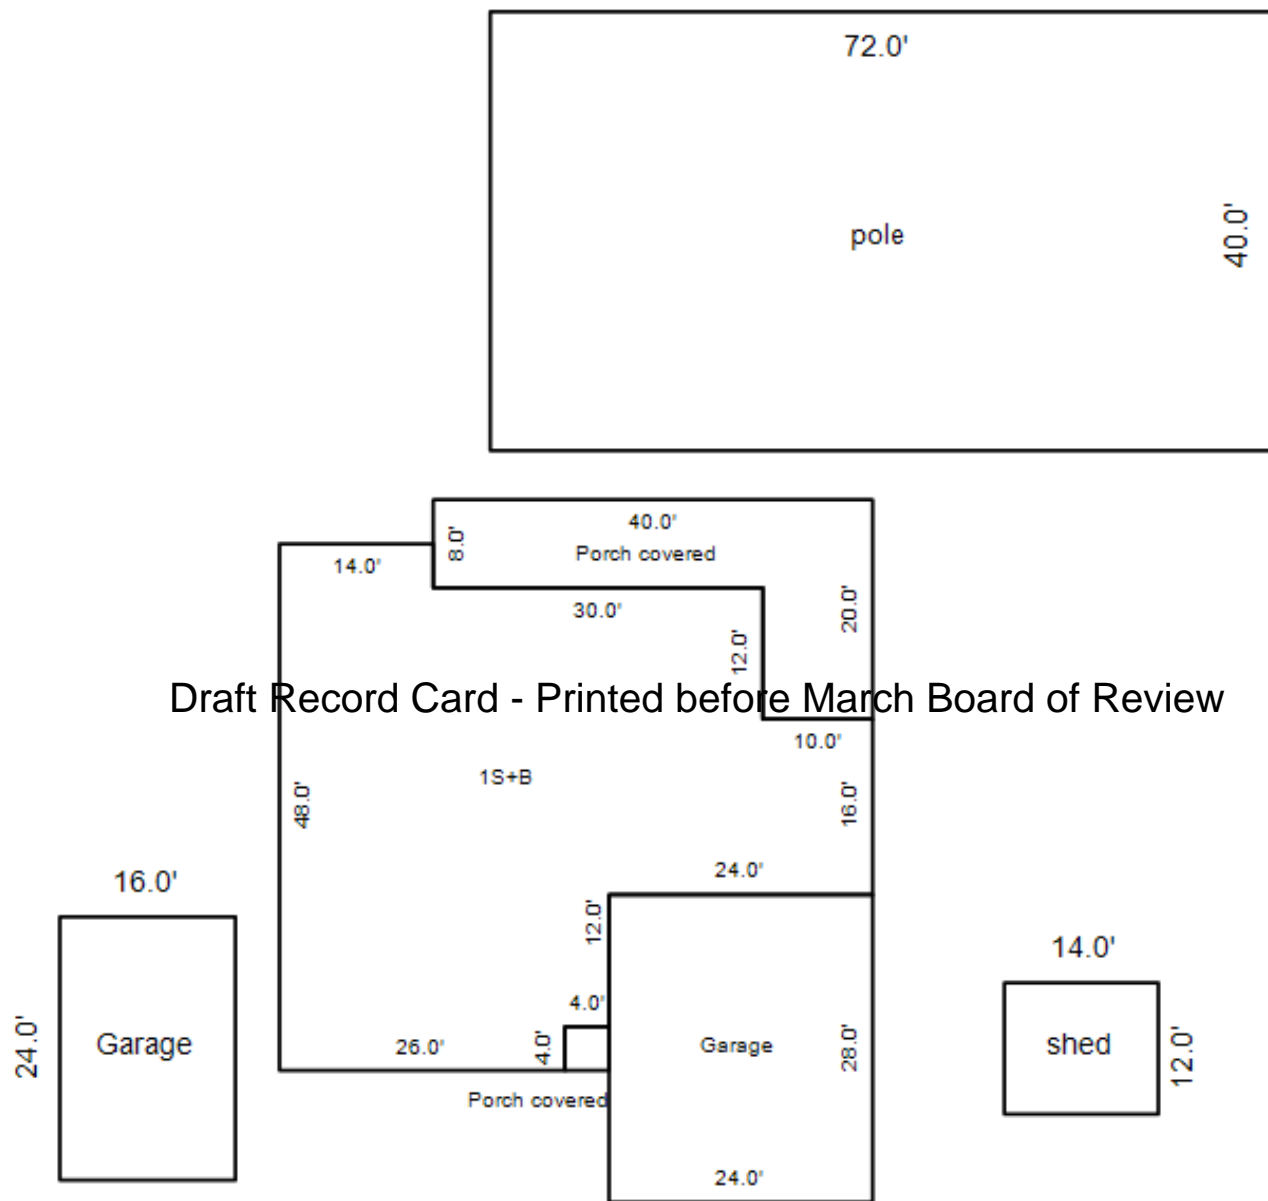 72.0'
pole
40.0'
40.0'
Porch covered
8.0'
14.0'
30.0'
20.0'
12.0'
Draft Record Card - Printed before March Board of Review
10.0'
1S+B
48.0'
16.0'
24.0'
16.0'
12.0'
14.0'
4.0'
24.0'
Garage
26.0'
4.0'
Garage
28.0'
shed
12.0'
Porch covered
24.0'